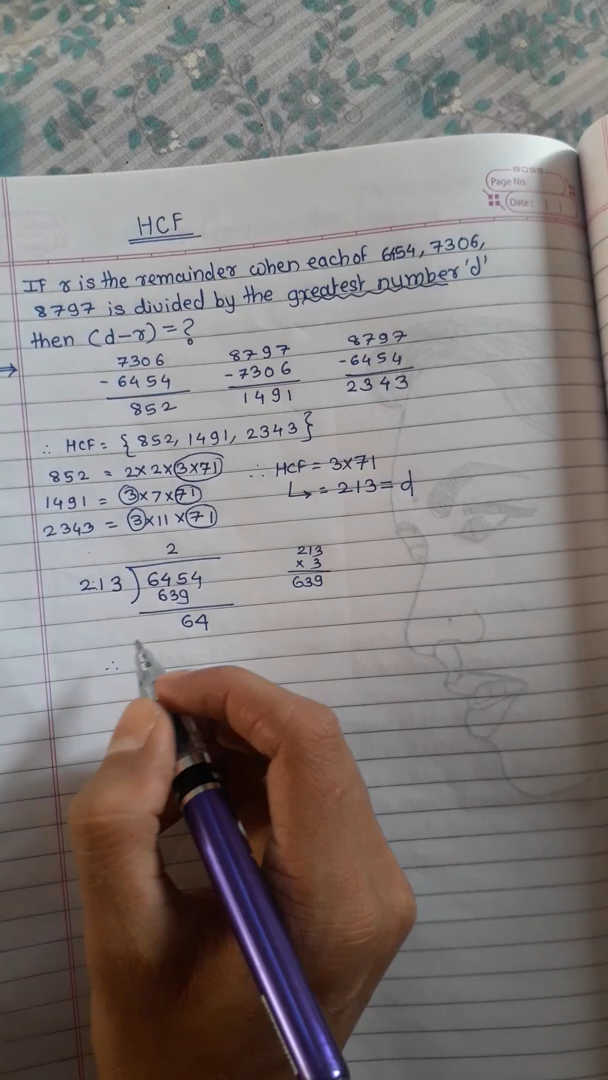 BOSS
Page No.
Date:
HCF
If r is the remainder when each of 6454, 7306,
8797 is divided by the greatest number 'd'
then (d-r) = ?
⇒
7306
- 6454
852
8797
- 7306
1491
8797
- 6454
2343
∴ HCF = {852, 1491, 2343}
852 = 2×2×3×71
1491 = 3×7×71
2343 = 3×11×71
∴ HCF = 3×71
↳ = 213 = d
2
213 ) 6454
639
64
213
× 3
639
∴